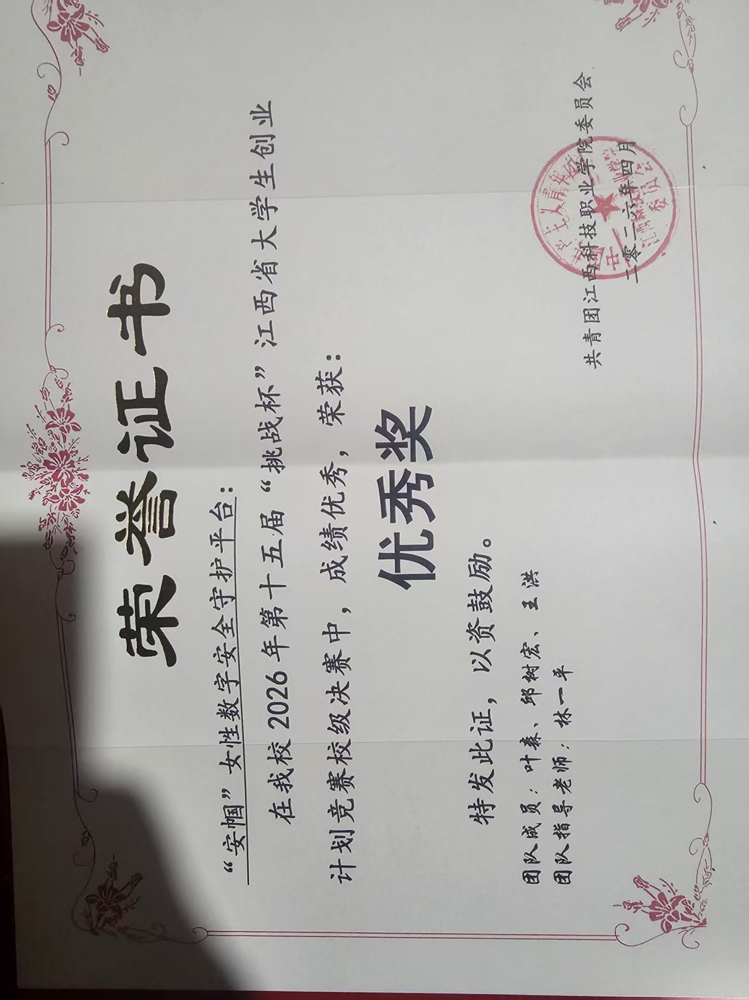 荣誉证书
“安帼”女性数字安全守护平台：
在我校2026年第十五届“挑战杯”江西省大学生创业
计划竞赛校级决赛中，成绩优秀，荣获：
优秀奖
特发此证，以资鼓励。
团队成员：叶森、邱树宏、王洪
团队指导老师：林一平
共青团江西科技职业学院委员会
二零二六年四月